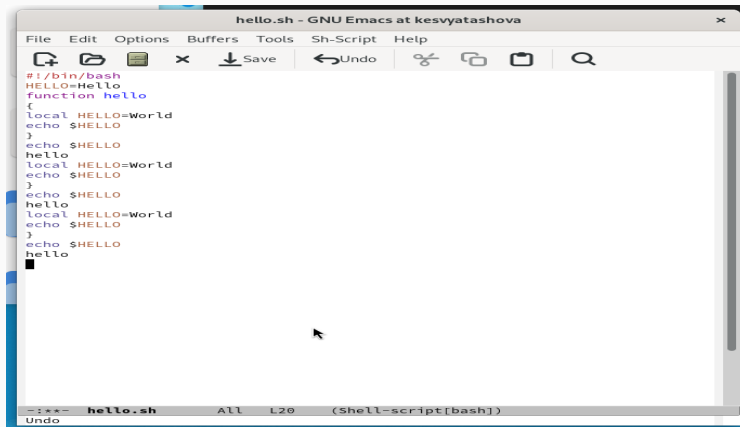 hello.sh - GNU Emacs at kesvyatashova
File Edit Options Buffers Tools Sh-Script Help
Save Undo
#!/bin/bash
HELLO=Hello
function hello
{
local HELLO=World
echo $HELLO
}
echo $HELLO
hello
local HELLO=World
echo $HELLO
}
echo $HELLO
hello
local HELLO=World
echo $HELLO
}
echo $HELLO
hello
-:**- hello.sh All L20 (Shell-script[bash])
Undo